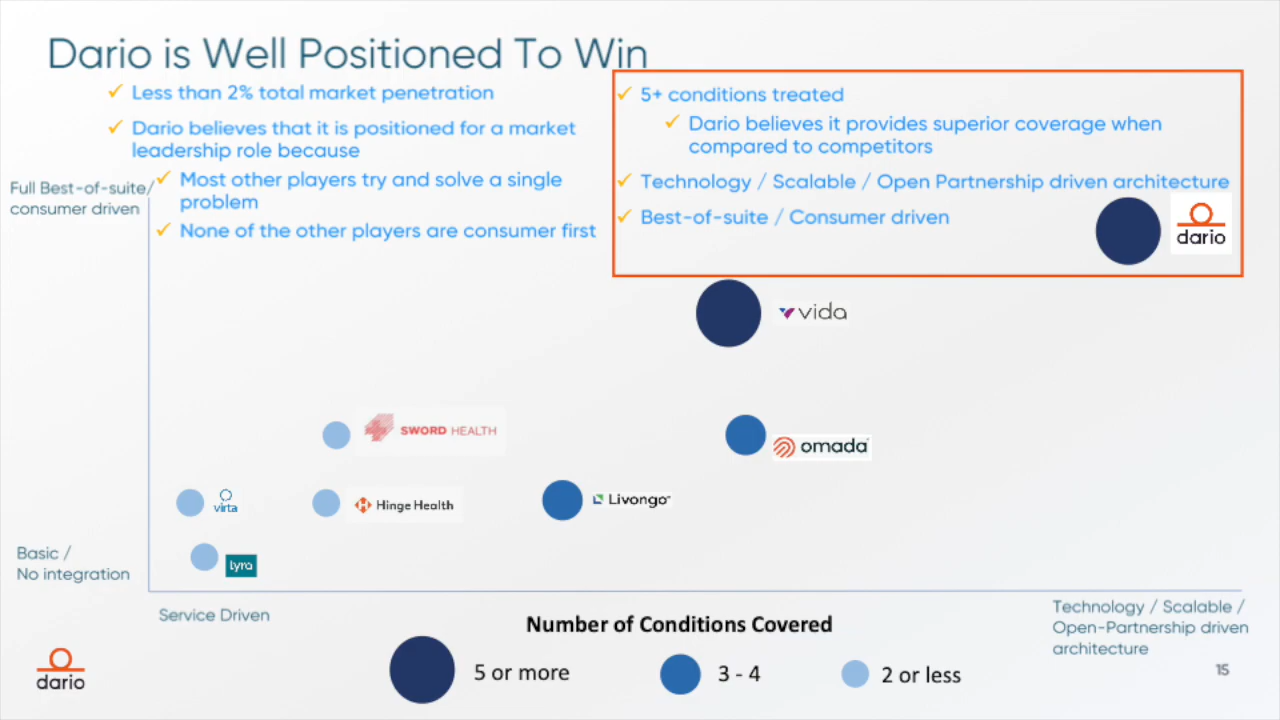 Dario is Well Positioned To Win
✓ Less than 2% total market penetration
✓ Dario believes that it is positioned for a market
leadership role because
✓ Most other players try and solve a single
problem
✓ None of the other players are consumer first
✓ 5+ conditions treated
✓ Dario believes it provides superior coverage when
compared to competitors
✓ Technology / Scalable / Open Partnership driven architecture
✓ Best-of-suite / Consumer driven
dario
Full Best-of-suite/
consumer driven
vida
SWORD HEALTH
omada
virta
Hinge Health
Livongo
lyra
Basic /
No integration
Service Driven
Technology / Scalable /
Open-Partnership driven
architecture
Number of Conditions Covered
5 or more
3 - 4
2 or less
dario
15